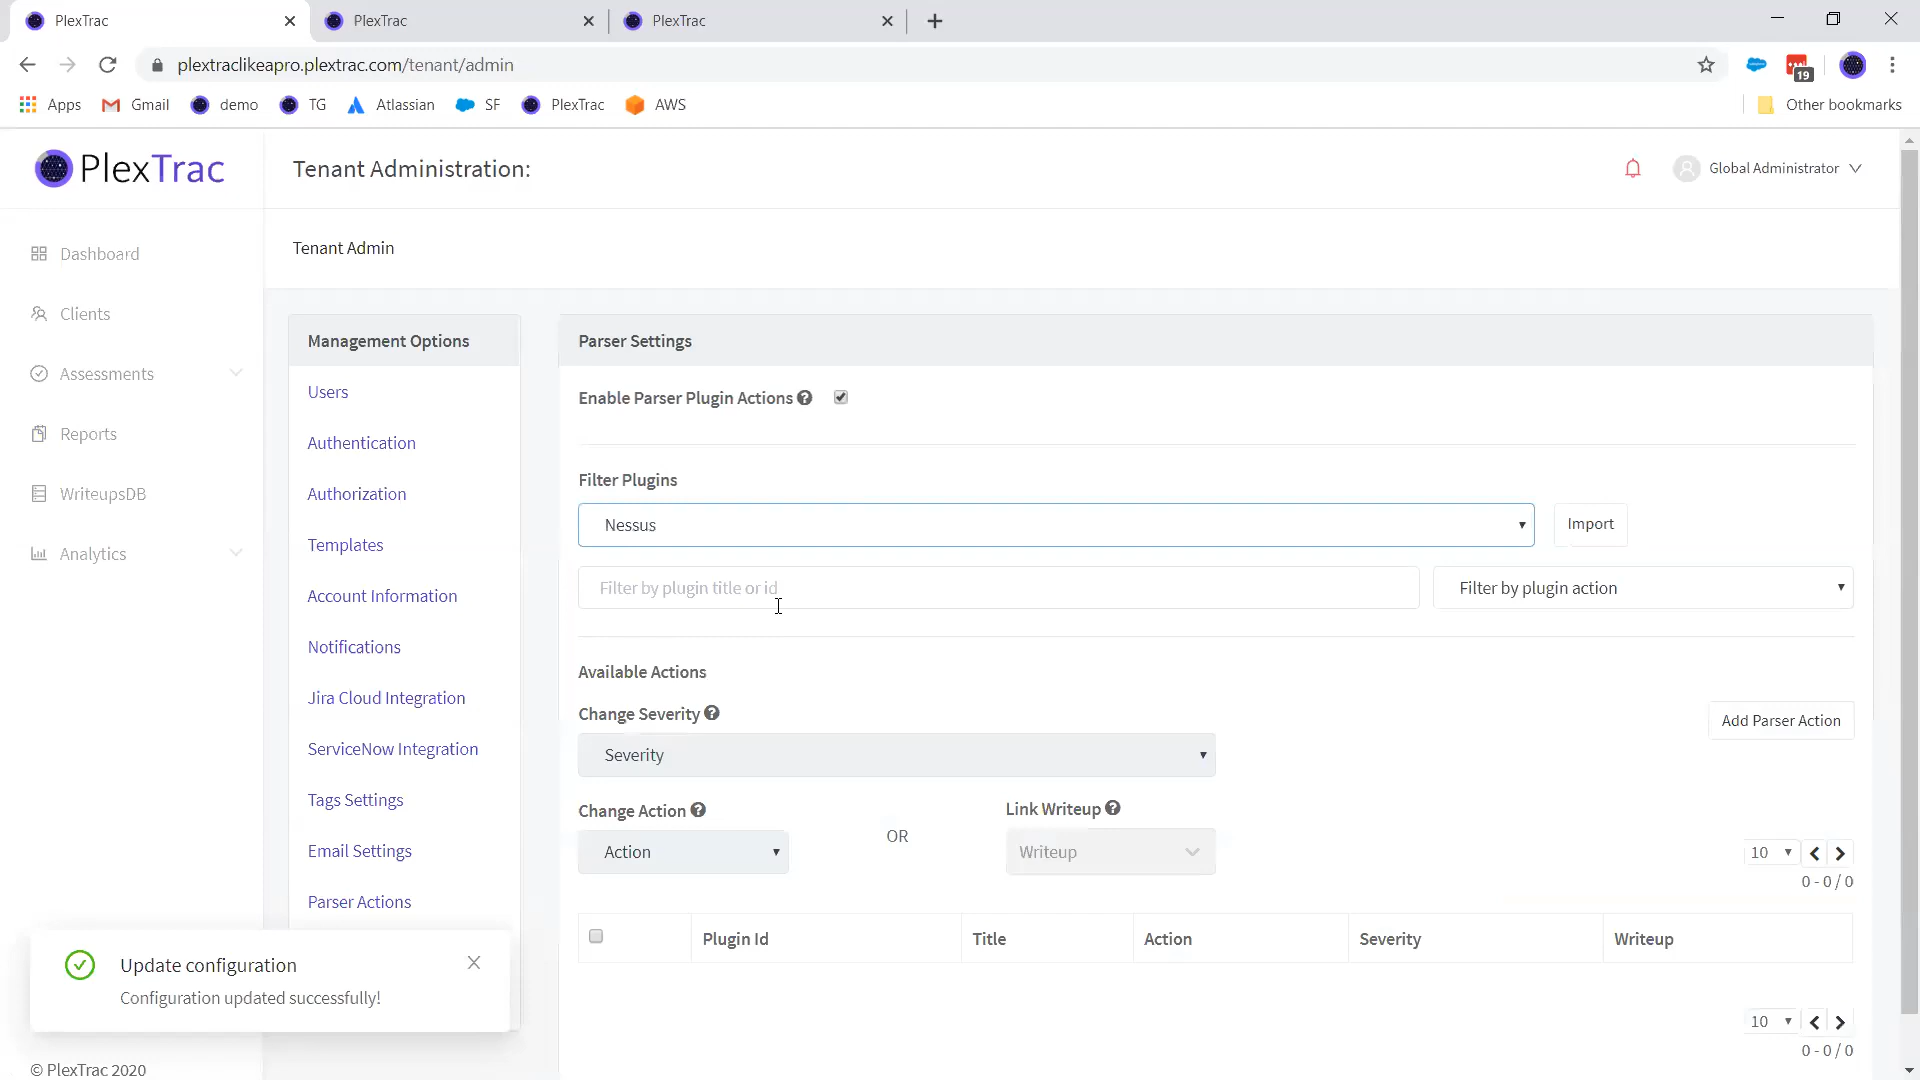 PlexTrac
PlexTrac
PlexTrac
plextraclikeapro.plextrac.com/tenant/admin
19
Apps
Gmail
demo
TG
Atlassian
SF
PlexTrac
AWS
Other bookmarks
PlexTrac
Tenant Administration:
Global Administrator
Dashboard
Clients
Assessments
Reports
WriteupsDB
Analytics
Tenant Admin
Management Options
Users
Authentication
Authorization
Templates
Account Information
Notifications
Jira Cloud Integration
ServiceNow Integration
Tags Settings
Email Settings
Parser Actions
Parser Settings
Enable Parser Plugin Actions
Filter Plugins
Nessus
Import
Filter by plugin title or id
Filter by plugin action
Available Actions
Change Severity
Add Parser Action
Severity
Change Action
OR
Link Writeup
Action
Writeup
10
0 - 0 / 0
Plugin Id
Title
Action
Severity
Writeup
10
0 - 0 / 0
Update configuration
Configuration updated successfully!
© PlexTrac 2020